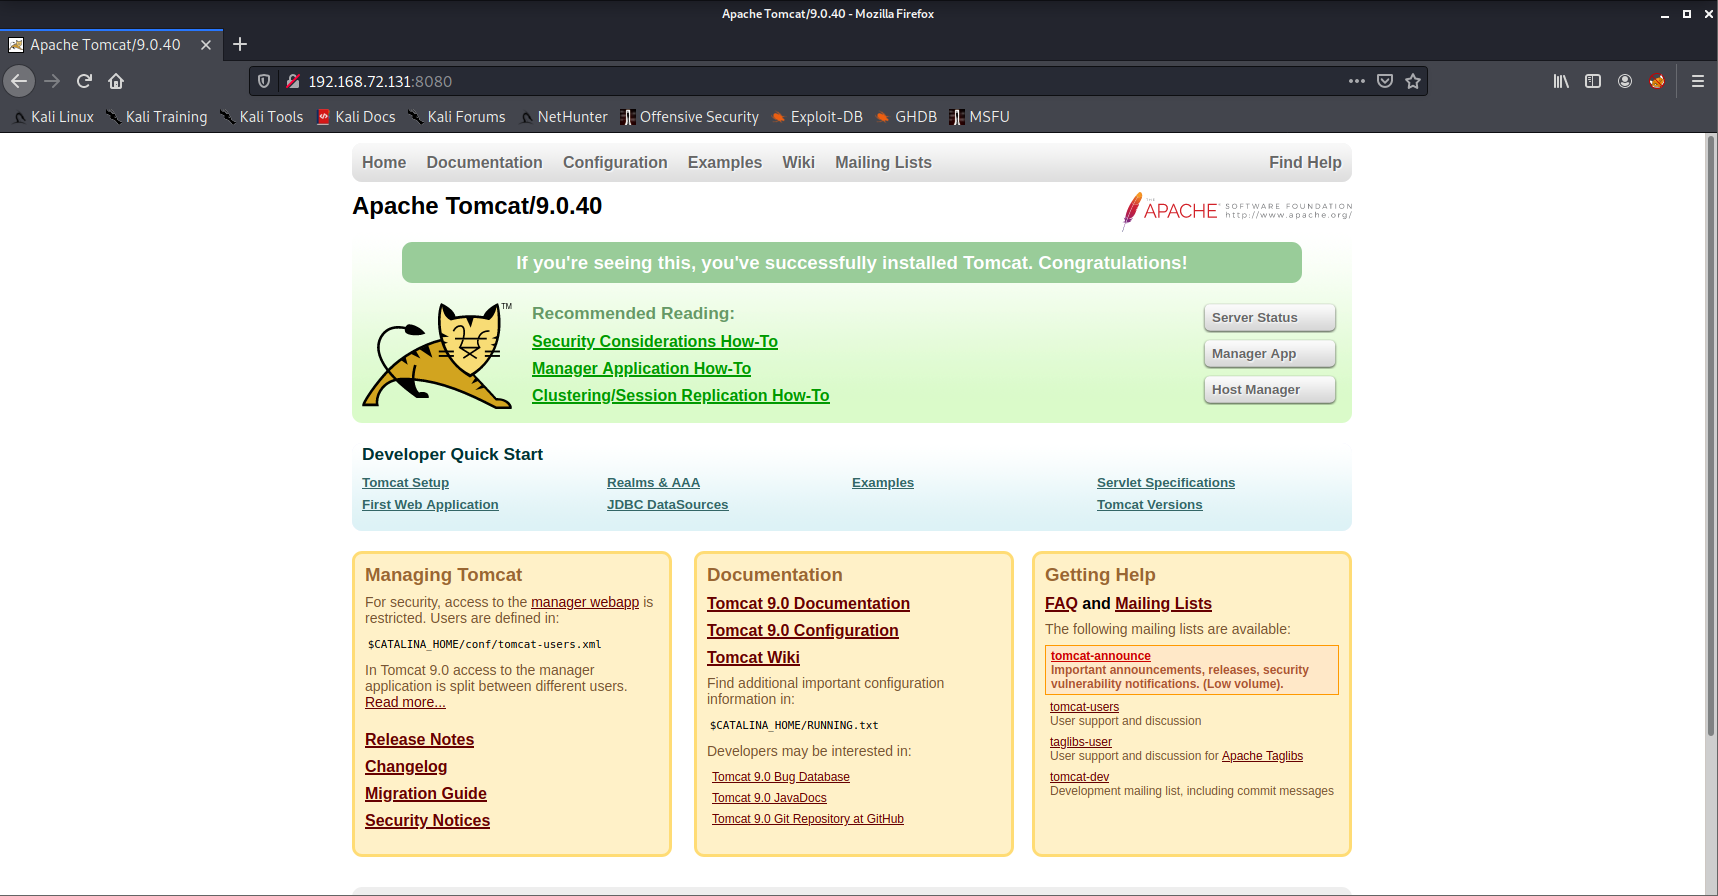 Apache Tomcat/9.0.40 - Mozilla Firefox
Apache Tomcat/9.0.40
192.168.72.131:8080
Kali Linux Kali Training Kali Tools Kali Docs Kali Forums NetHunter Offensive Security Exploit-DB GHDB MSFU
Home Documentation Configuration Examples Wiki Mailing Lists Find Help
Apache Tomcat/9.0.40
THE APACHE SOFTWARE FOUNDATION
http://www.apache.org/
If you're seeing this, you've successfully installed Tomcat. Congratulations!
TM
Recommended Reading:
Security Considerations How-To
Manager Application How-To
Clustering/Session Replication How-To
Server Status
Manager App
Host Manager
Developer Quick Start
Tomcat Setup
First Web Application
Realms & AAA
JDBC DataSources
Examples
Servlet Specifications
Tomcat Versions
Managing Tomcat
For security, access to the manager webapp is
restricted. Users are defined in:
$CATALINA_HOME/conf/tomcat-users.xml
In Tomcat 9.0 access to the manager
application is split between different users.
Read more...
Release Notes
Changelog
Migration Guide
Security Notices
Documentation
Tomcat 9.0 Documentation
Tomcat 9.0 Configuration
Tomcat Wiki
Find additional important configuration
information in:
$CATALINA_HOME/RUNNING.txt
Developers may be interested in:
Tomcat 9.0 Bug Database
Tomcat 9.0 JavaDocs
Tomcat 9.0 Git Repository at GitHub
Getting Help
FAQ and Mailing Lists
The following mailing lists are available:
tomcat-announce
Important announcements, releases, security
vulnerability notifications. (Low volume).
tomcat-users
User support and discussion
taglibs-user
User support and discussion for Apache Taglibs
tomcat-dev
Development mailing list, including commit messages